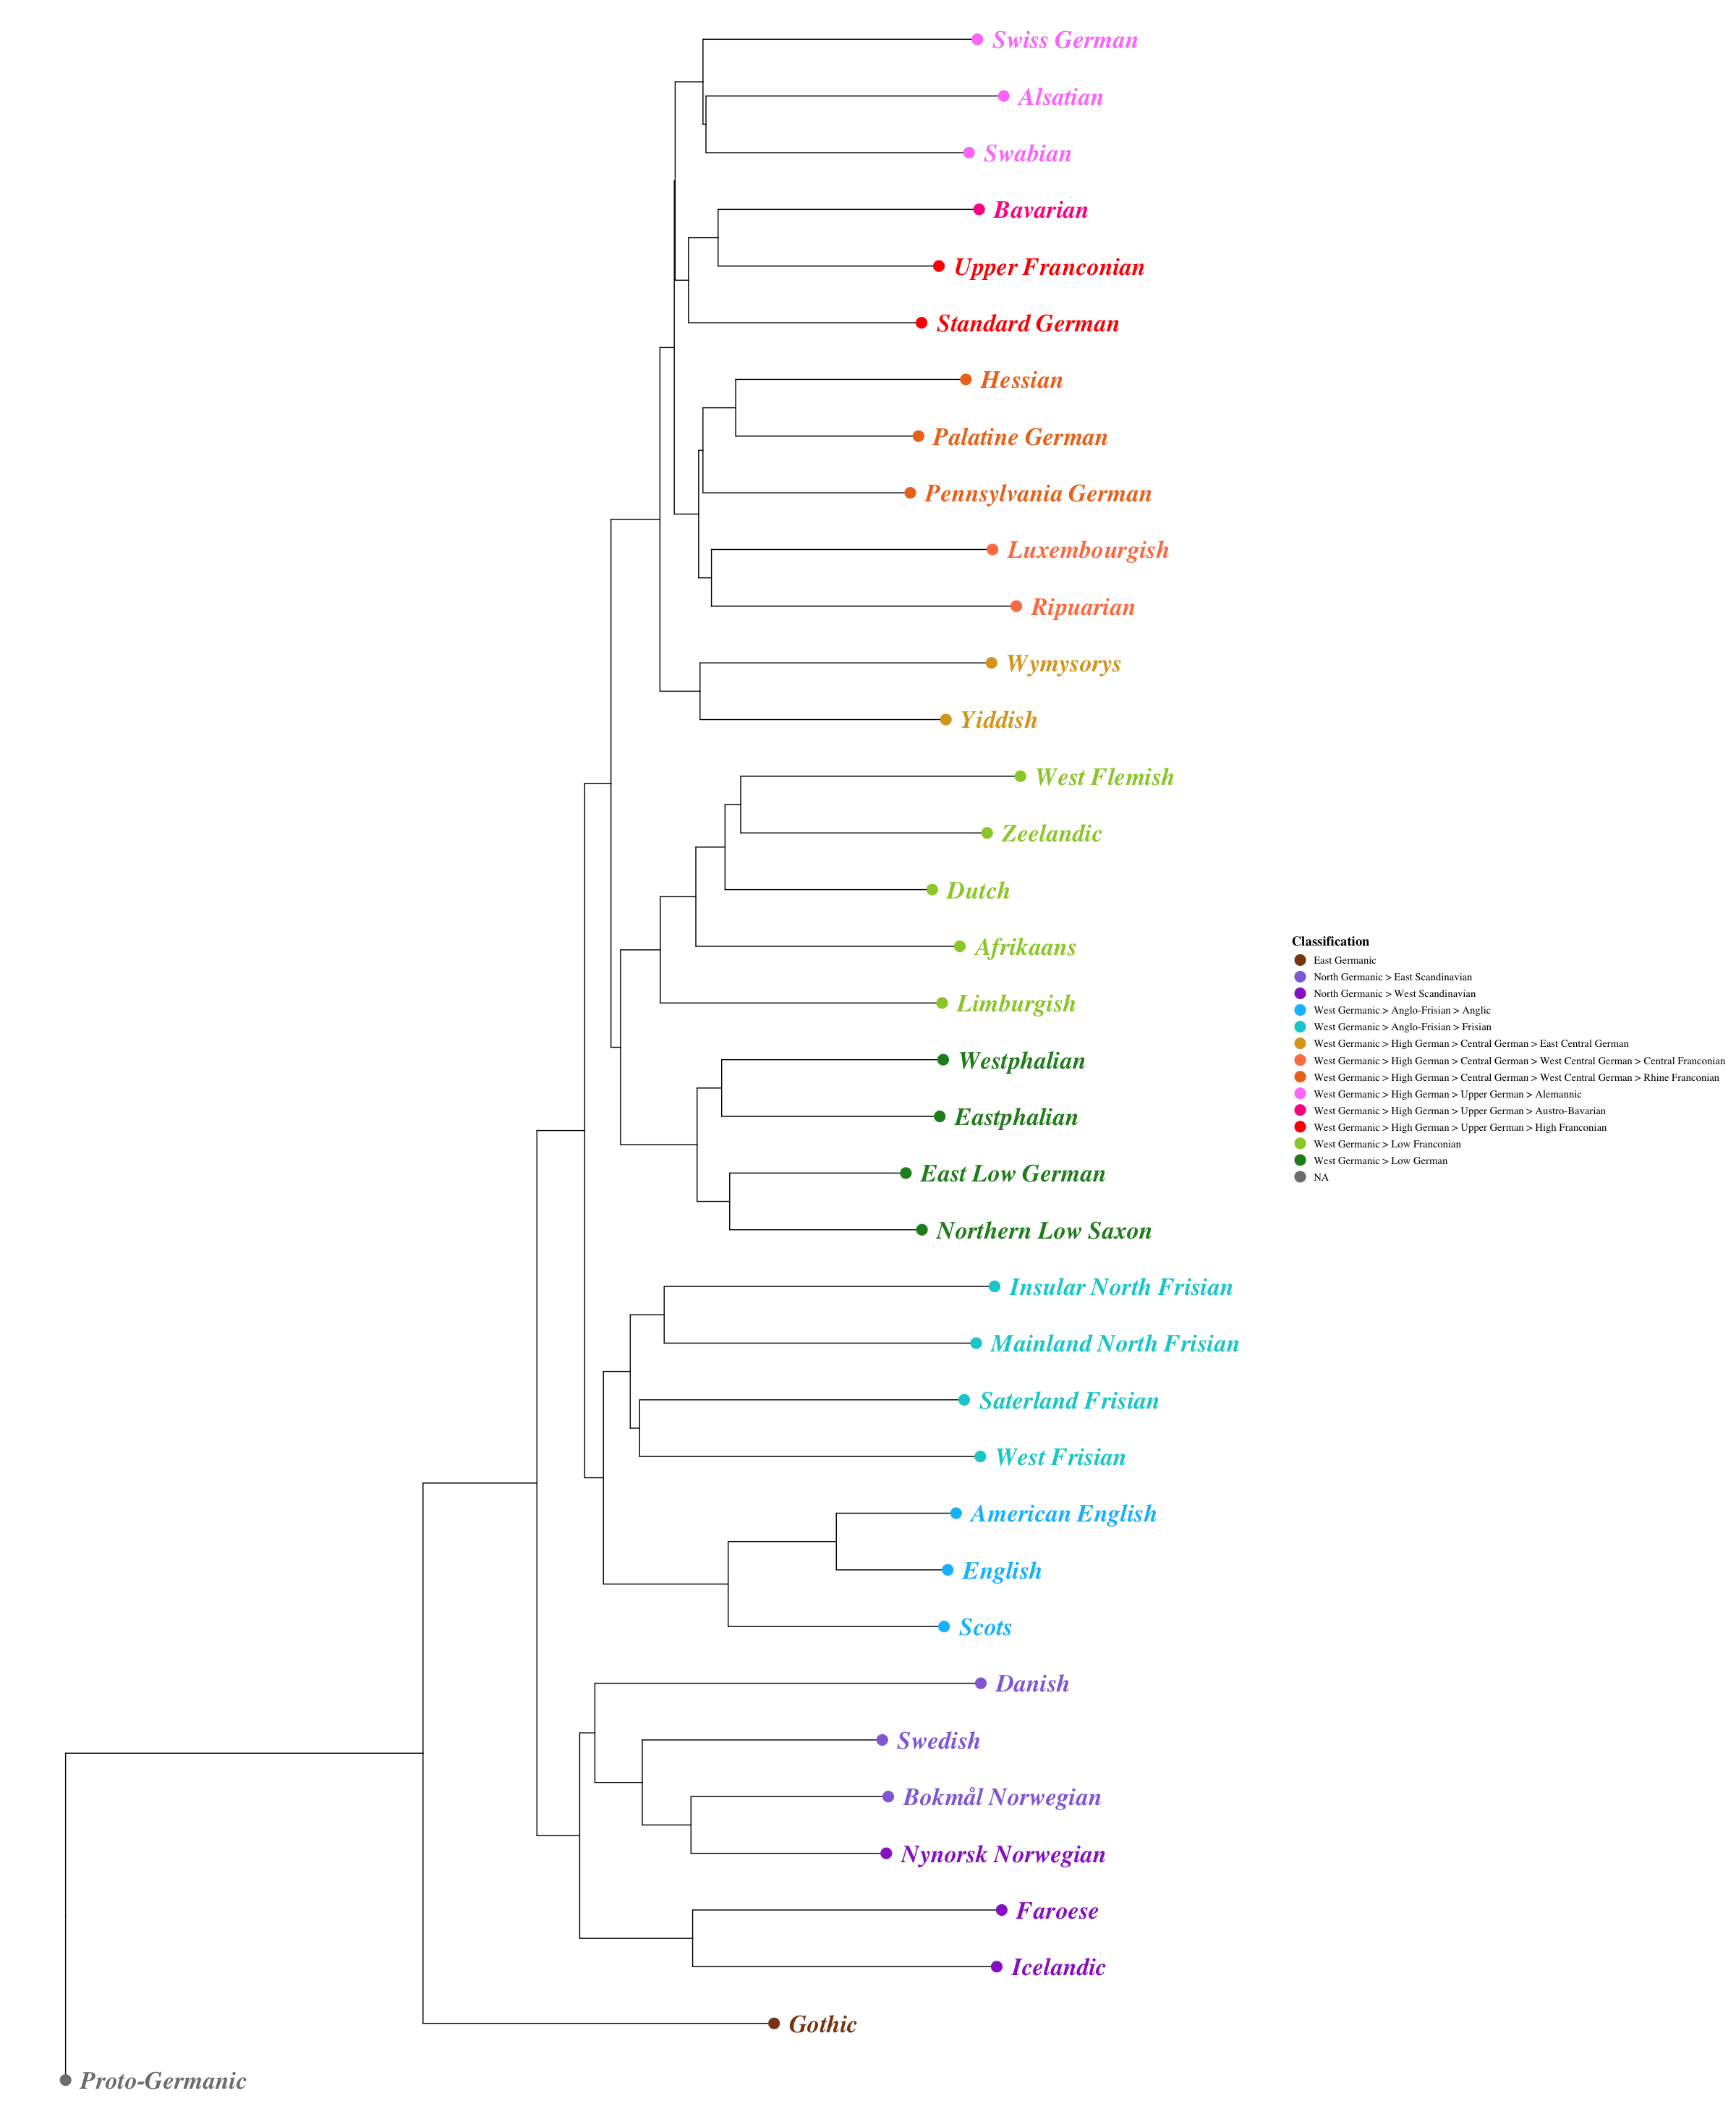 Swiss German
Alsatian
Swabian
Bavarian
Upper Franconian
Standard German
Hessian
Palatine German
Pennsylvania German
Luxembourgish
Ripuarian
Wymysorys
Yiddish
West Flemish
Zeelandic
Dutch
Afrikaans
Limburgish
Westphalian
Eastphalian
East Low German
Northern Low Saxon
Insular North Frisian
Mainland North Frisian
Saterland Frisian
West Frisian
American English
English
Scots
Danish
Swedish
Bokmål Norwegian
Nynorsk Norwegian
Faroese
Icelandic
Gothic
Proto-Germanic
Classification
East Germanic
North Germanic > East Scandinavian
North Germanic > West Scandinavian
West Germanic > Anglo-Frisian > Anglic
West Germanic > Anglo-Frisian > Frisian
West Germanic > High German > Central German > East Central German
West Germanic > High German > Central German > West Central German > Central Franconian
West Germanic > High German > Central German > West Central German > Rhine Franconian
West Germanic > High German > Upper German > Alemannic
West Germanic > High German > Upper German > Austro-Bavarian
West Germanic > High German > Upper German > High Franconian
West Germanic > Low Franconian
West Germanic > Low German
NA